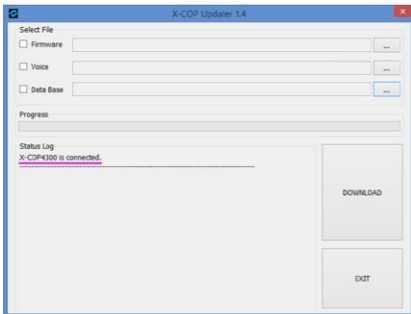 X-COP Updater 1.4
Select File
Firmware
...
Voice
...
Data Base
...
Progress
Status Log
X-COP4300 is connected.
DOWNLOAD
EXIT